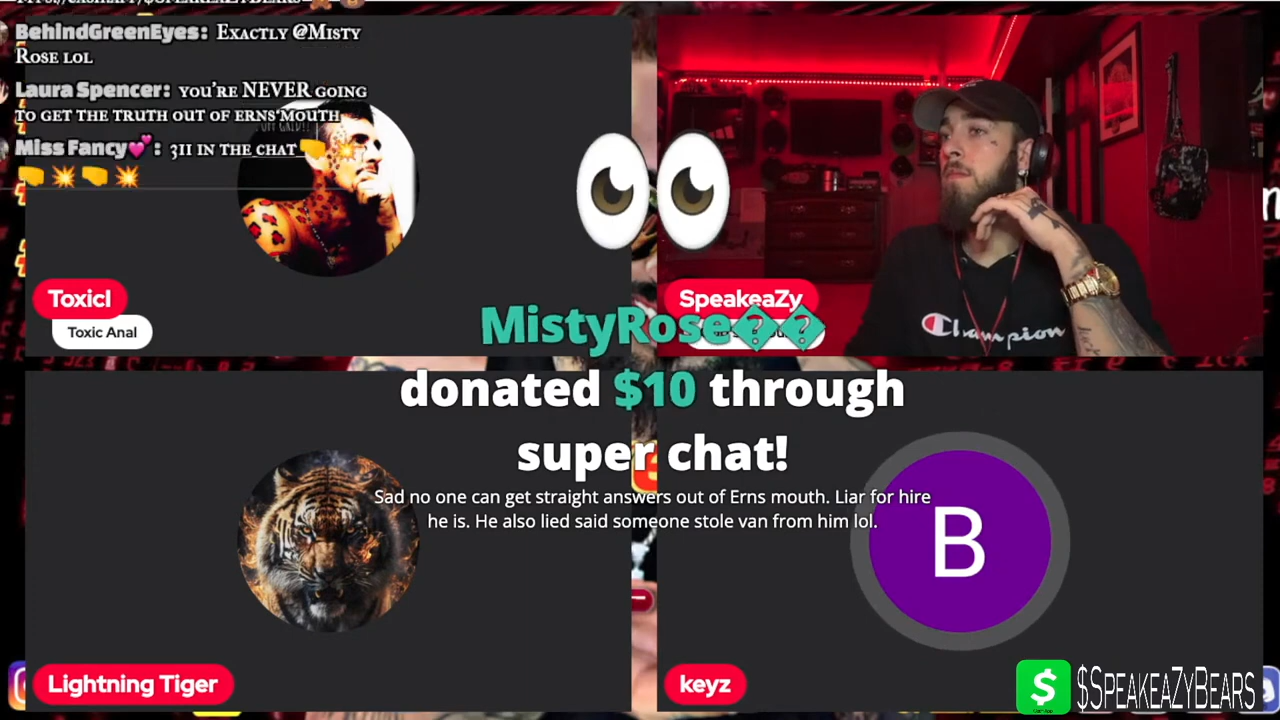 BehindGreenEyes: Exactly @Misty
Rose lol
Laura Spencer: you're NEVER going
to get the truth out of erns mouth
Miss Fancy💕: 311 in the chat 🤜💥
🤜💥🤜💥
Toxicl
Toxic Anal
SpeakeaZy
MistyRose��
donated $10 through
super chat!
Sad no one can get straight answers out of Erns mouth. Liar for hire
he is. He also lied said someone stole van from him lol.
Champion
B
Lightning Tiger
keyz
$SpeakeaZyBears